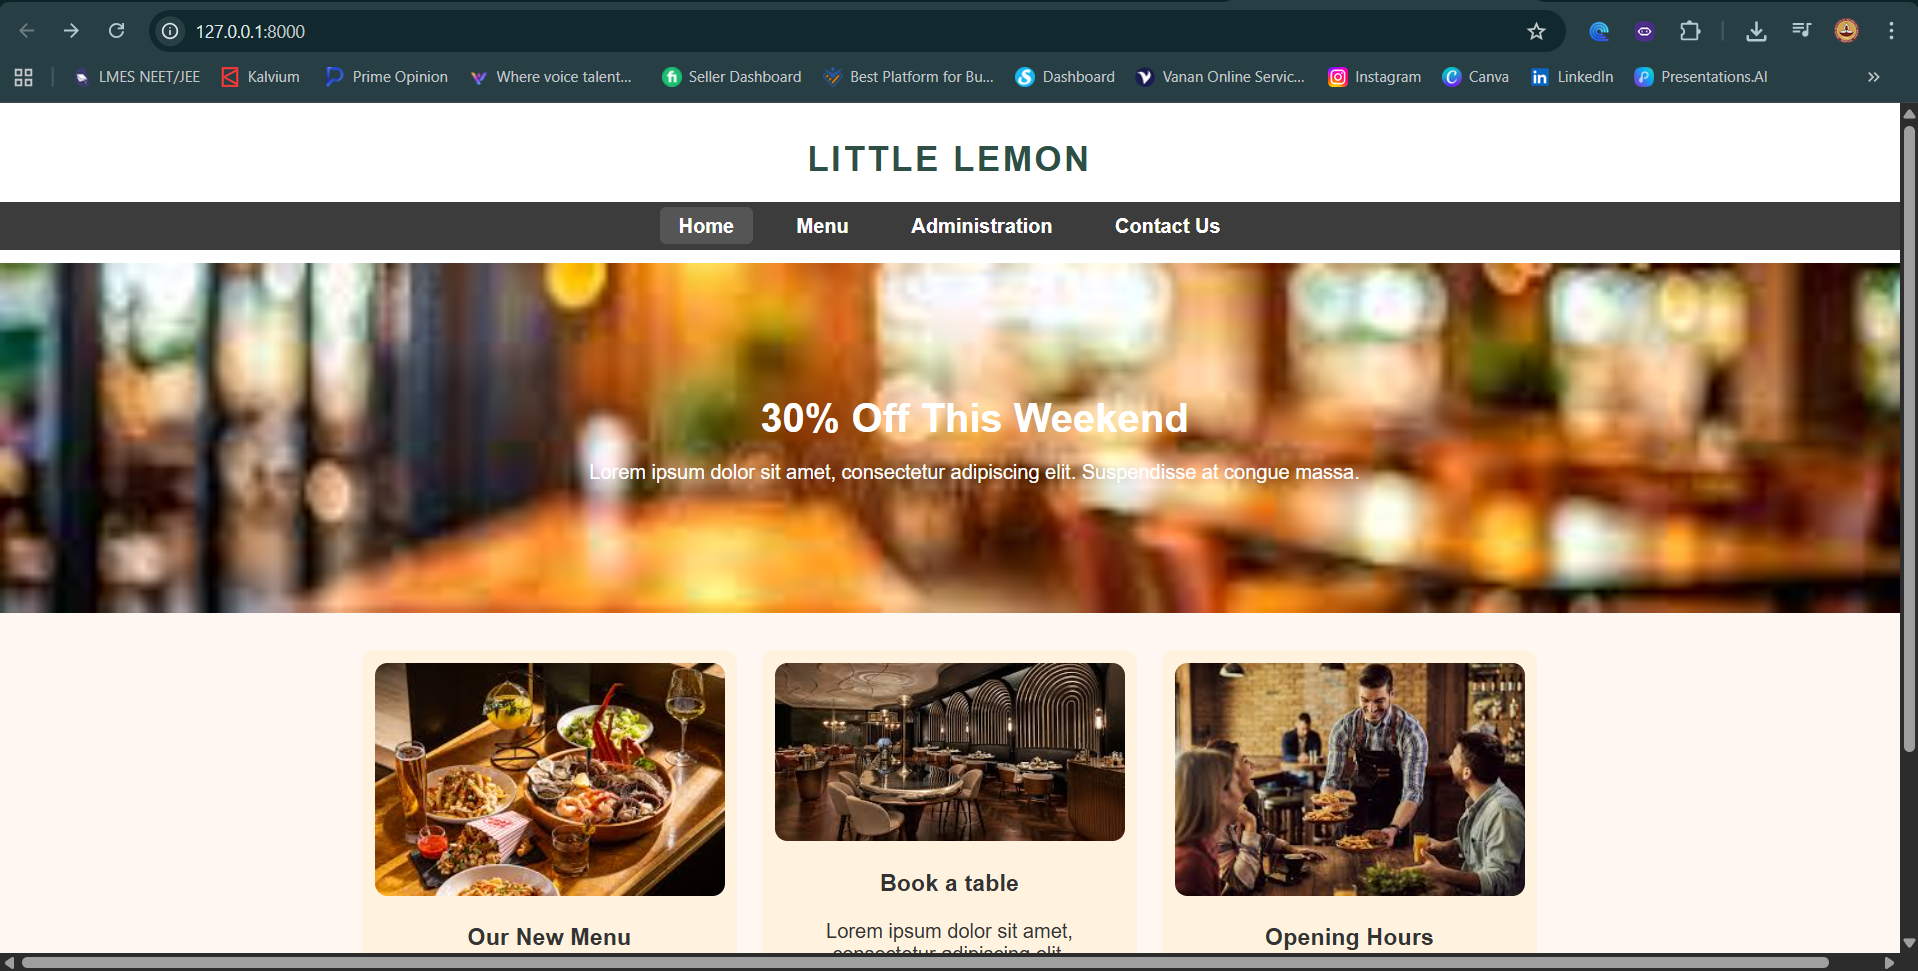 127.0.0.1:8000
LMES NEET/JEE Kalvium Prime Opinion Where voice talent... Seller Dashboard Best Platform for Bu... Dashboard Vanan Online Servic... Instagram Canva LinkedIn Presentations.AI
LITTLE LEMON
Home Menu Administration Contact Us
30% Off This Weekend
Lorem ipsum dolor sit amet, consectetur adipiscing elit. Suspendisse at congue massa.
Our New Menu
Book a table
Lorem ipsum dolor sit amet,
consectetur adipiscing elit.
Opening Hours